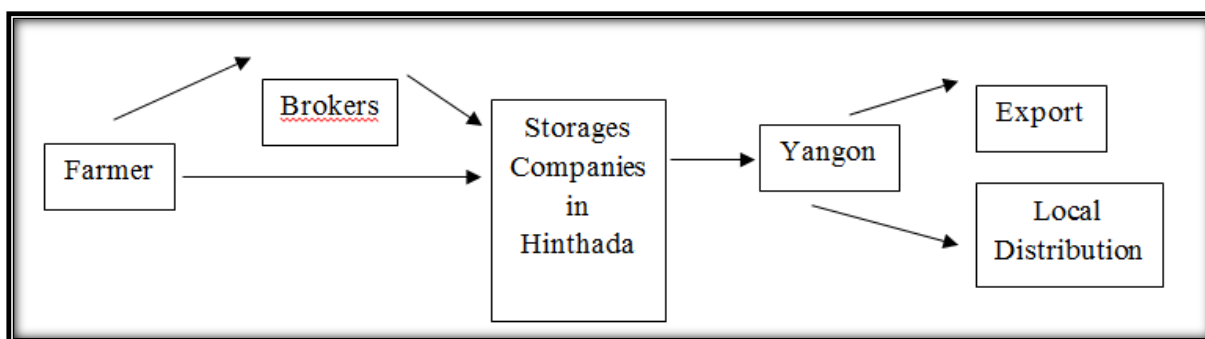 Farmer
Brokers
Storages
Companies
in
Hinthada
Yangon
Export
Local
Distribution